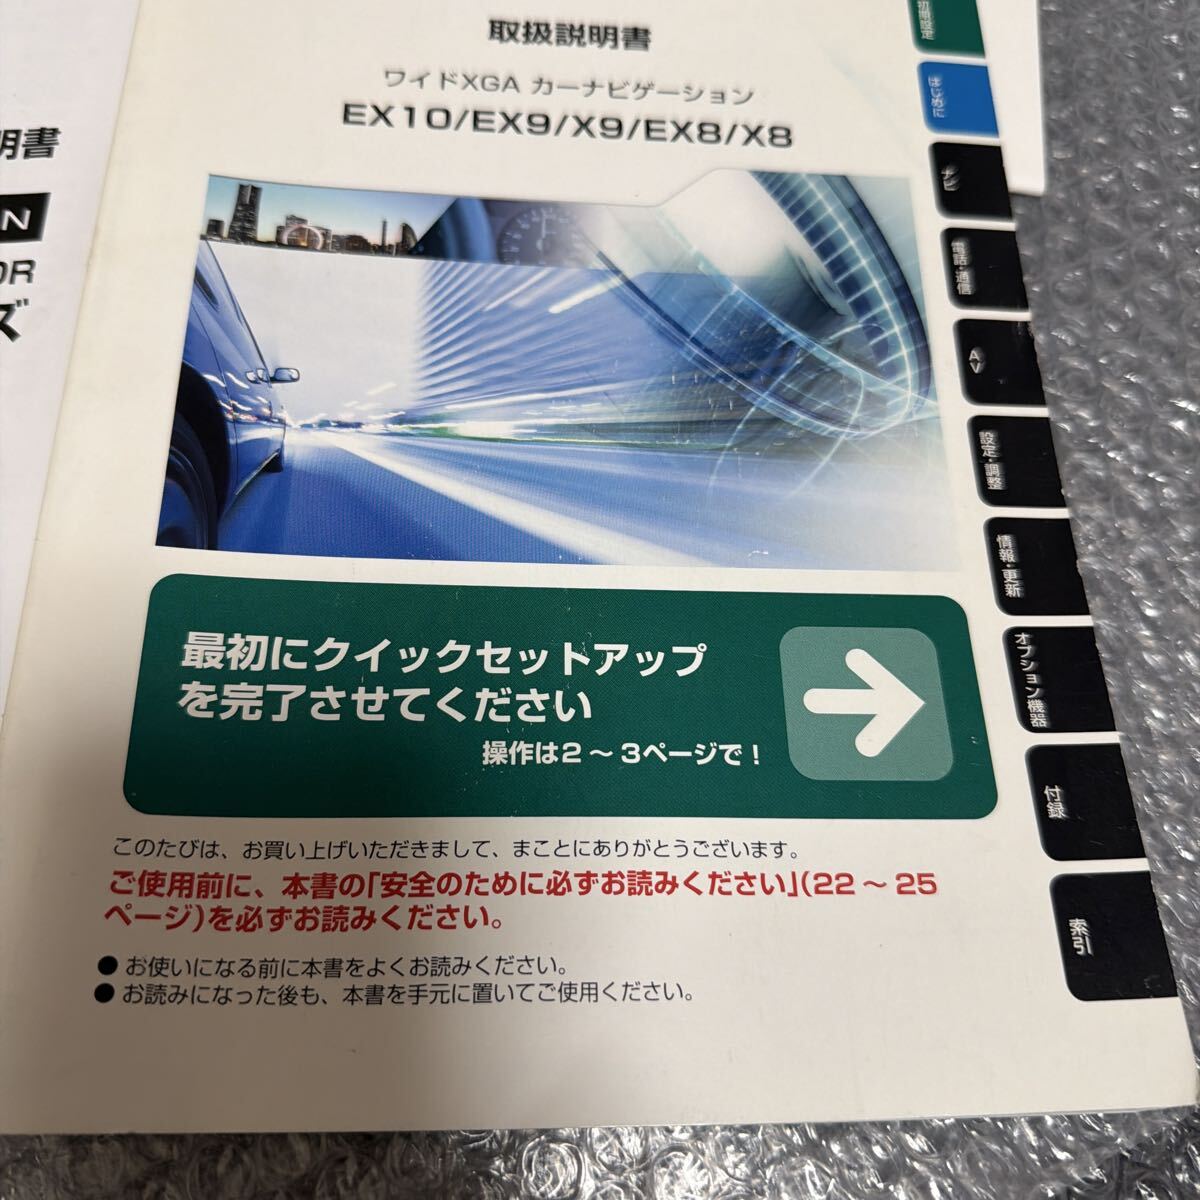 取扱説明書
ワイドXGA カーナビゲーション
EX10/EX9/X9/EX8/X8
最初にクイックセットアップ
を完了させてください
操作は2 ～ 3ページで！
このたびは、お買い上げいただきまして、まことにありがとうございます。
ご使用前に、本書の「安全のために必ずお読みください」（22 ～ 25
ページ）を必ずお読みください。
● お使いになる前に本書をよくお読みください。
● お読みになった後も、本書を手元に置いてご使用ください。
初期設定
はじめに
ナビ
電話・通信
AV
設定・調整
情報・更新
オプション機器
付録
索引
明書
N
OR
ズ